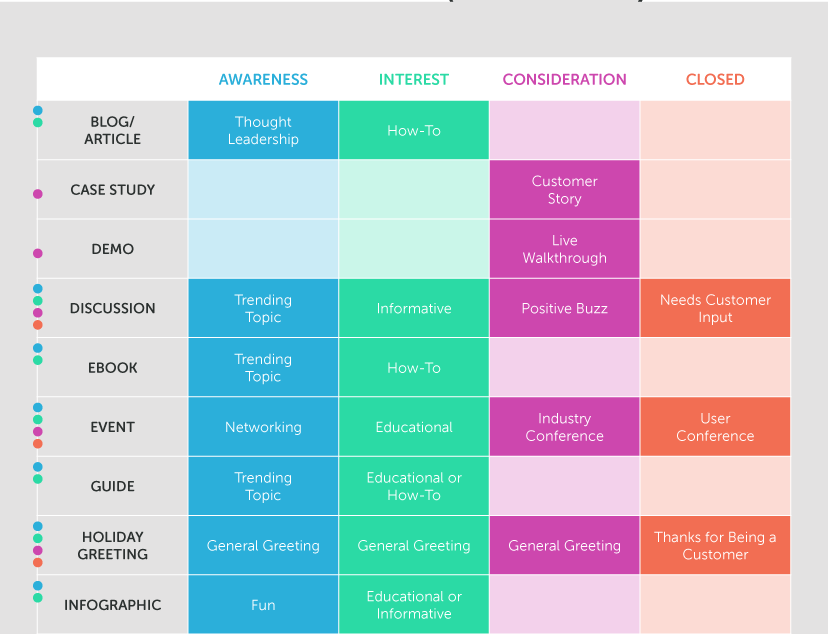 AWARENESS INTEREST CONSIDERATION CLOSED
BLOG/
ARTICLE
Thought
Leadership
How-To
CASE STUDY
Customer
Story
DEMO
Live
Walkthrough
DISCUSSION
Trending
Topic
Informative
Positive Buzz
Needs Customer
Input
EBOOK
Trending
Topic
How-To
EVENT
Networking
Educational
Industry
Conference
User
Conference
GUIDE
Trending
Topic
Educational or
How-To
HOLIDAY
GREETING
General Greeting
General Greeting
General Greeting
Thanks for Being a
Customer
INFOGRAPHIC
Fun
Educational or
Informative